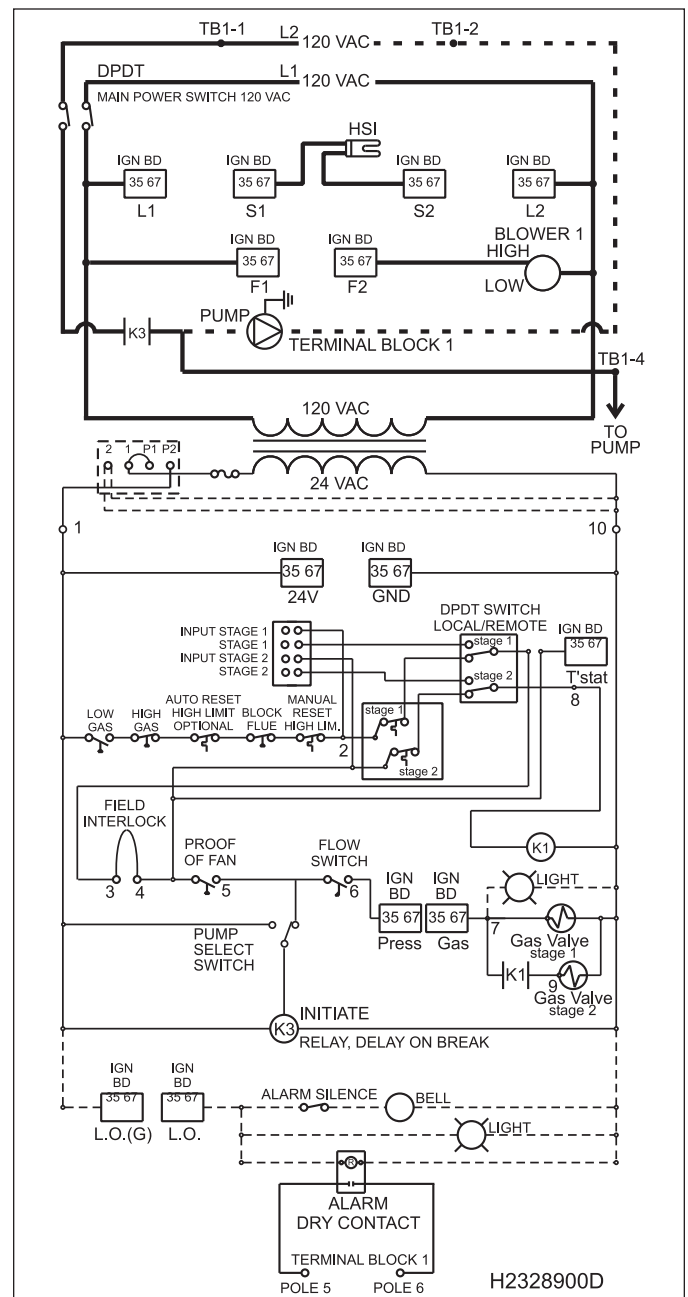 TB1-1 L2 120 VAC TB1-2
DPDT L1 120 VAC
MAIN POWER SWITCH 120 VAC
HSI
IGN BD IGN BD IGN BD IGN BD
35 67 35 67 35 67 35 67
L1 S1 S2 L2
IGN BD IGN BD BLOWER 1
35 67 35 67 HIGH
F1 F2 LOW
PUMP
K3 TERMINAL BLOCK 1
TB1-4
120 VAC
TO
PUMP
2 1 P1 P2
24 VAC
1 10
IGN BD IGN BD
35 67 35 67
24V GND
DPDT SWITCH
LOCAL/REMOTE
INPUT STAGE 1
STAGE 1
INPUT STAGE 2
STAGE 2
stage 1
stage 2
IGN BD
35 67
T'stat
8
LOW
GAS
HIGH
GAS
AUTO RESET
HIGH LIMIT
OPTIONAL
BLOCK
FLUE
MANUAL
RESET
HIGH LIM.
2
stage 1
stage 2
FIELD
INTERLOCK
3 4
PROOF
OF FAN
5
FLOW
SWITCH
6
K1
IGN
BD
35 67
Press
IGN
BD
35 67
Gas
LIGHT
7
Gas Valve
stage 1
K1
9
Gas Valve
stage 2
PUMP
SELECT
SWITCH
K3 INITIATE
RELAY, DELAY ON BREAK
IGN
BD
35 67
L.O.(G)
IGN
BD
35 67
L.O.
ALARM SILENCE BELL
LIGHT
R
ALARM
DRY CONTACT
TERMINAL BLOCK 1
POLE 5 POLE 6
H2328900D